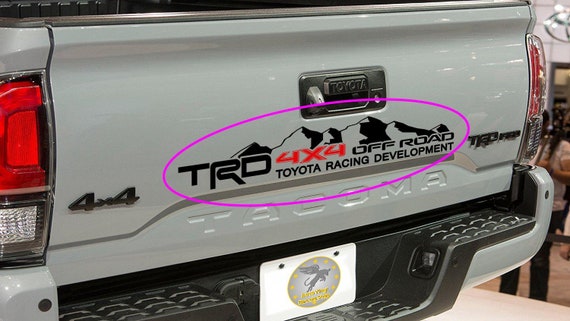 TOYOTA
TRD 4X4 OFF ROAD
TOYOTA RACING DEVELOPMENT
TRD PRO
4x4
TACOMA